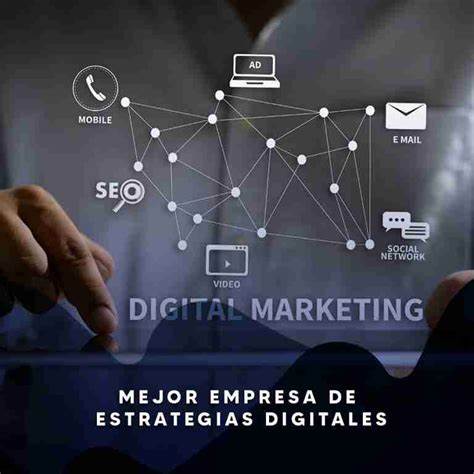 AD
MOBILE
E MAIL
SEO
SOCIAL
NETWORK
VIDEO
DIGITAL MARKETING
MEJOR EMPRESA DE
ESTRATEGIAS DIGITALES